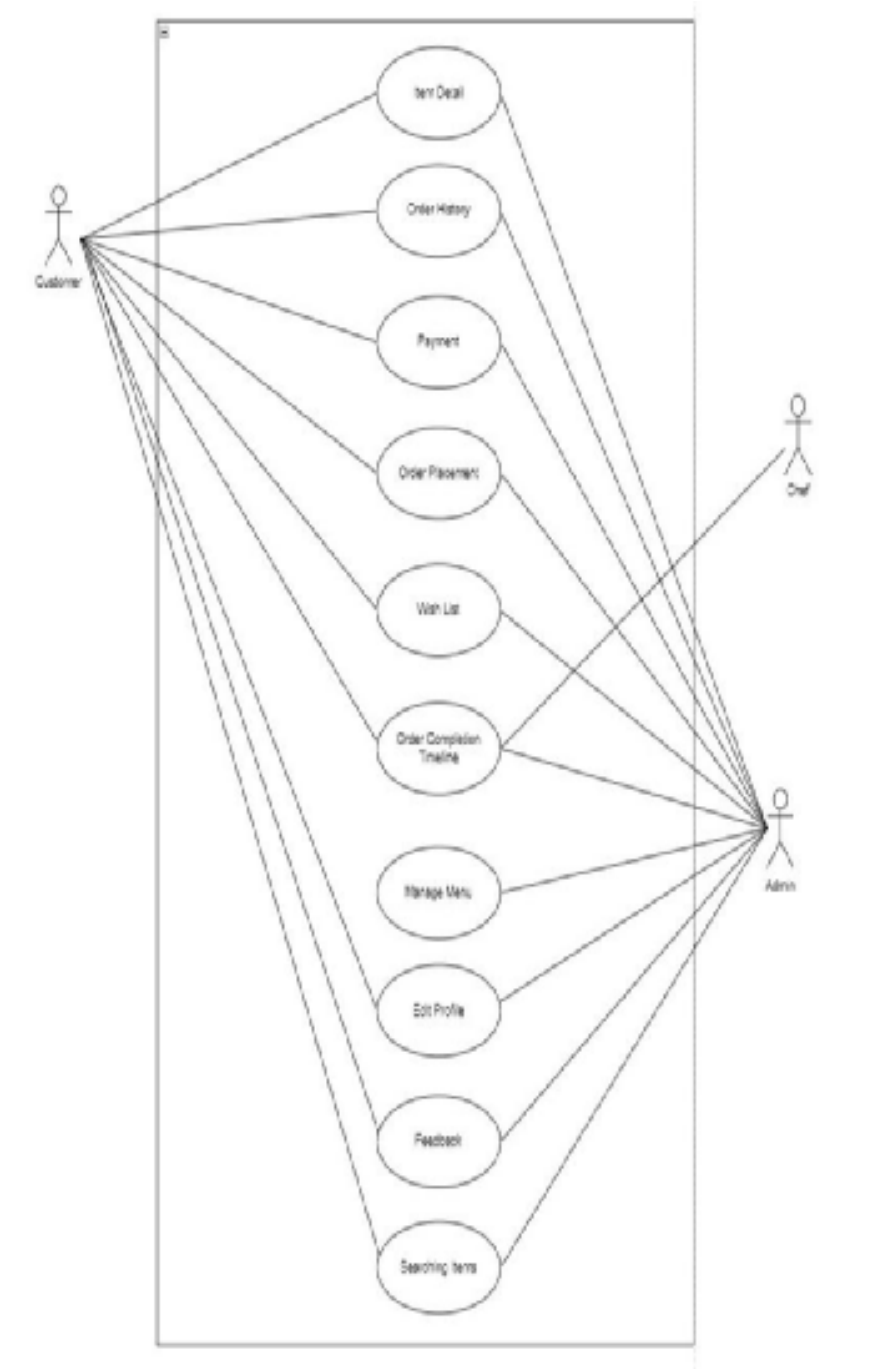 Item Detail
Order History
Customer
Payment
Order Placement
Chef
Wish List
Order Completion
Timeline
Admin
Manage Menu
Edit Profile
Feedback
Searching Items